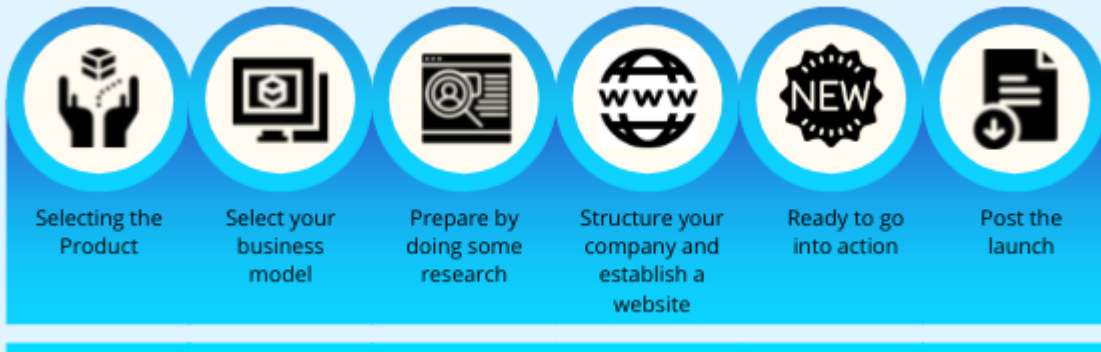 WWW
NEW
Selecting the
Product
Select your
business
model
Prepare by
doing some
research
Structure your
company and
establish a
website
Ready to go
into action
Post the
launch